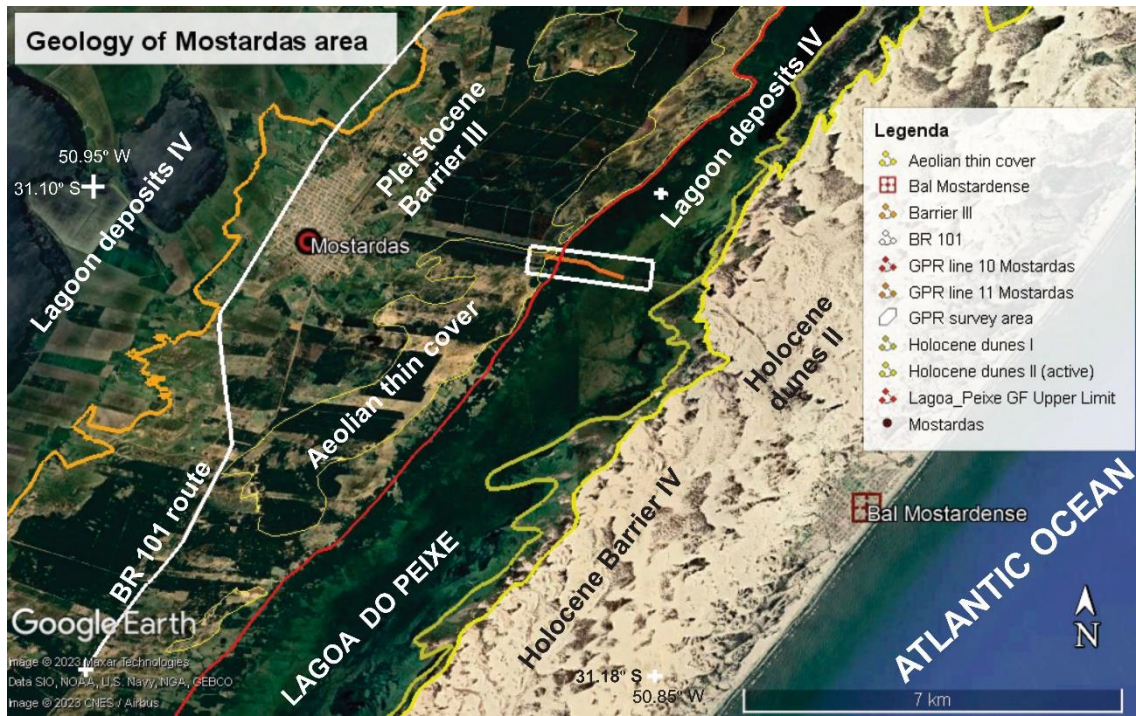 Geology of Mostardas area
50.95º W
31.10º S
Lagoon deposits IV
Pleistocene
Barrier III
Lagoon deposits IV
Mostardas
Aeolian thin cover
BR 101 route
LAGOA DO PEIXE
Holocene
dunes II
Holocene Barrier IV
Bal Mostardense
ATLANTIC OCEAN
Legenda
Aeolian thin cover
Bal Mostardense
Barrier III
BR 101
GPR line 10 Mostardas
GPR line 11 Mostardas
GPR survey area
Holocene dunes I
Holocene dunes II (active)
Lagoa_Peixe GF Upper Limit
Mostardas
N
31.18º S
50.85º W
7 km
Google Earth
Image © 2023 Maxar Technologies
Data SIO, NOAA, U.S. Navy, NGA, GEBCO
Image © 2023 CNES / Airbus